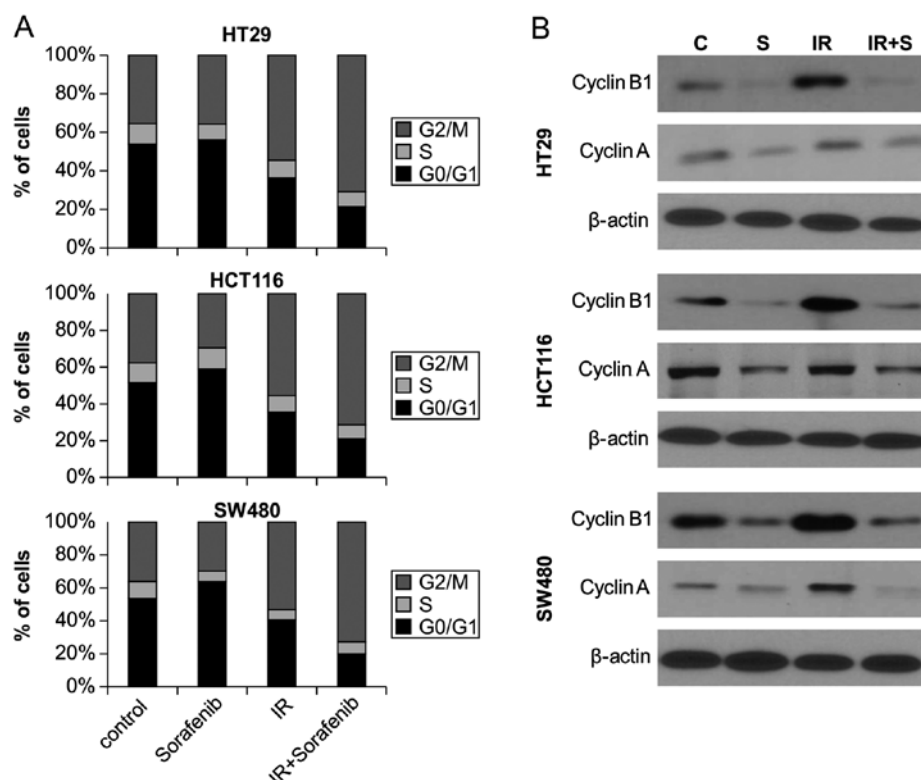 A
HT29
% of cells
100%
80%
60%
40%
20%
0%
G2/M
S
G0/G1
HCT116
% of cells
100%
80%
60%
40%
20%
0%
G2/M
S
G0/G1
SW480
% of cells
100%
80%
60%
40%
20%
0%
G2/M
S
G0/G1
control
Sorafenib
IR
IR+Sorafenib
B
C S IR IR+S
HT29
Cyclin B1
Cyclin A
β-actin
HCT116
Cyclin B1
Cyclin A
β-actin
SW480
Cyclin B1
Cyclin A
β-actin